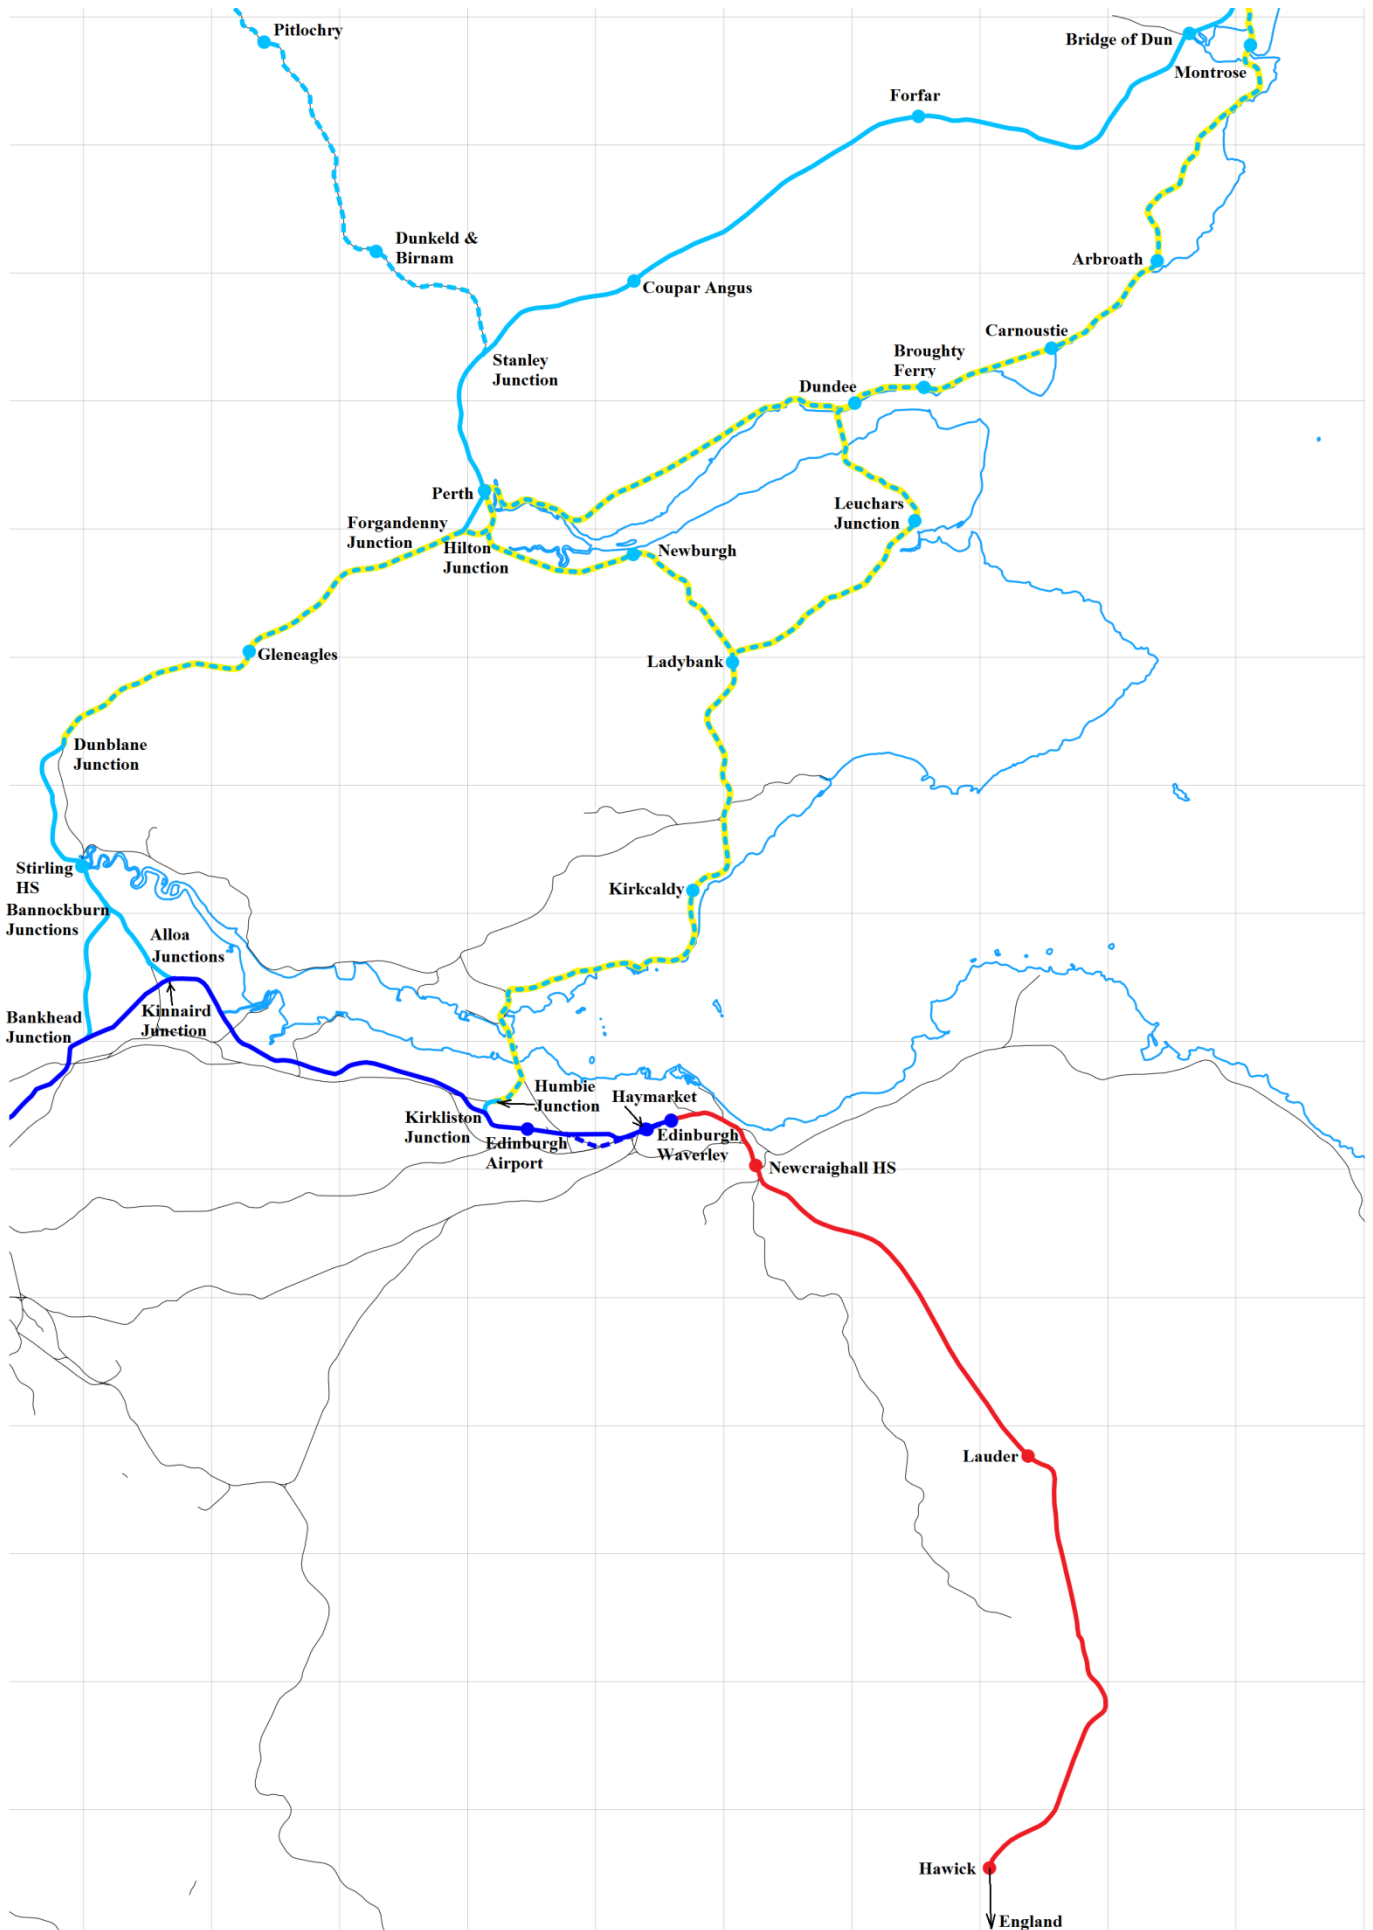 Pitlochry
Bridge of Dun
Montrose
Forfar
Dunkeld &
Birnam
Arbroath
Coupar Angus
Carnoustie
Broughty
Ferry
Stanley
Junction
Dundee
Perth
Leuchars
Junction
Forgandenny
Junction
Hilton
Junction
Newburgh
Gleneagles
Ladybank
Dunblane
Junction
Stirling
HS
Kirkcaldy
Bannockburn
Junctions
Alloa
Junctions
Bankhead
Junction
Kinnaird
Junction
Humbie
Junction
Haymarket
Kirkliston
Junction
Edinburgh
Airport
Edinburgh
Waverley
Newcraighall HS
Lauder
Hawick
England